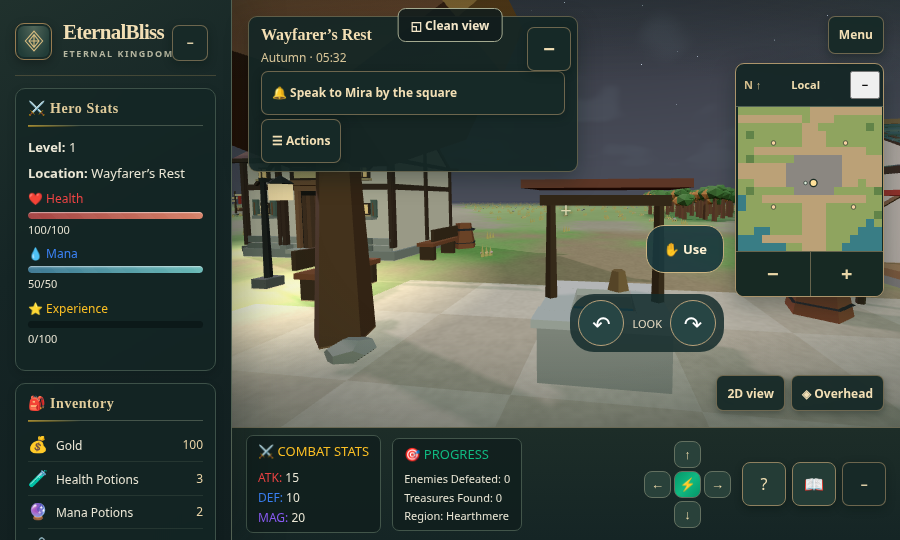 EternalBliss
ETERNAL KINGDOM
−
⚔️ Hero Stats
Level: 1
Location: Wayfarer’s Rest
❤️ Health
100/100
💧 Mana
50/50
⭐ Experience
0/100
🎒 Inventory
💰 Gold 100
🧪 Health Potions 3
🔮 Mana Potions 2
◱ Clean view
Wayfarer’s Rest
Autumn · 05:32
−
🔔 Speak to Mira by the square
☰ Actions
Menu
N ↑ Local −
− +
✋ Use
↶ LOOK ↷
2D view
◈ Overhead
⚔️ COMBAT STATS
ATK: 15
DEF: 10
MAG: 20
🎯 PROGRESS
Enemies Defeated: 0
Treasures Found: 0
Region: Hearthmere
↑
← ⚡ →
↓
? 📖 −